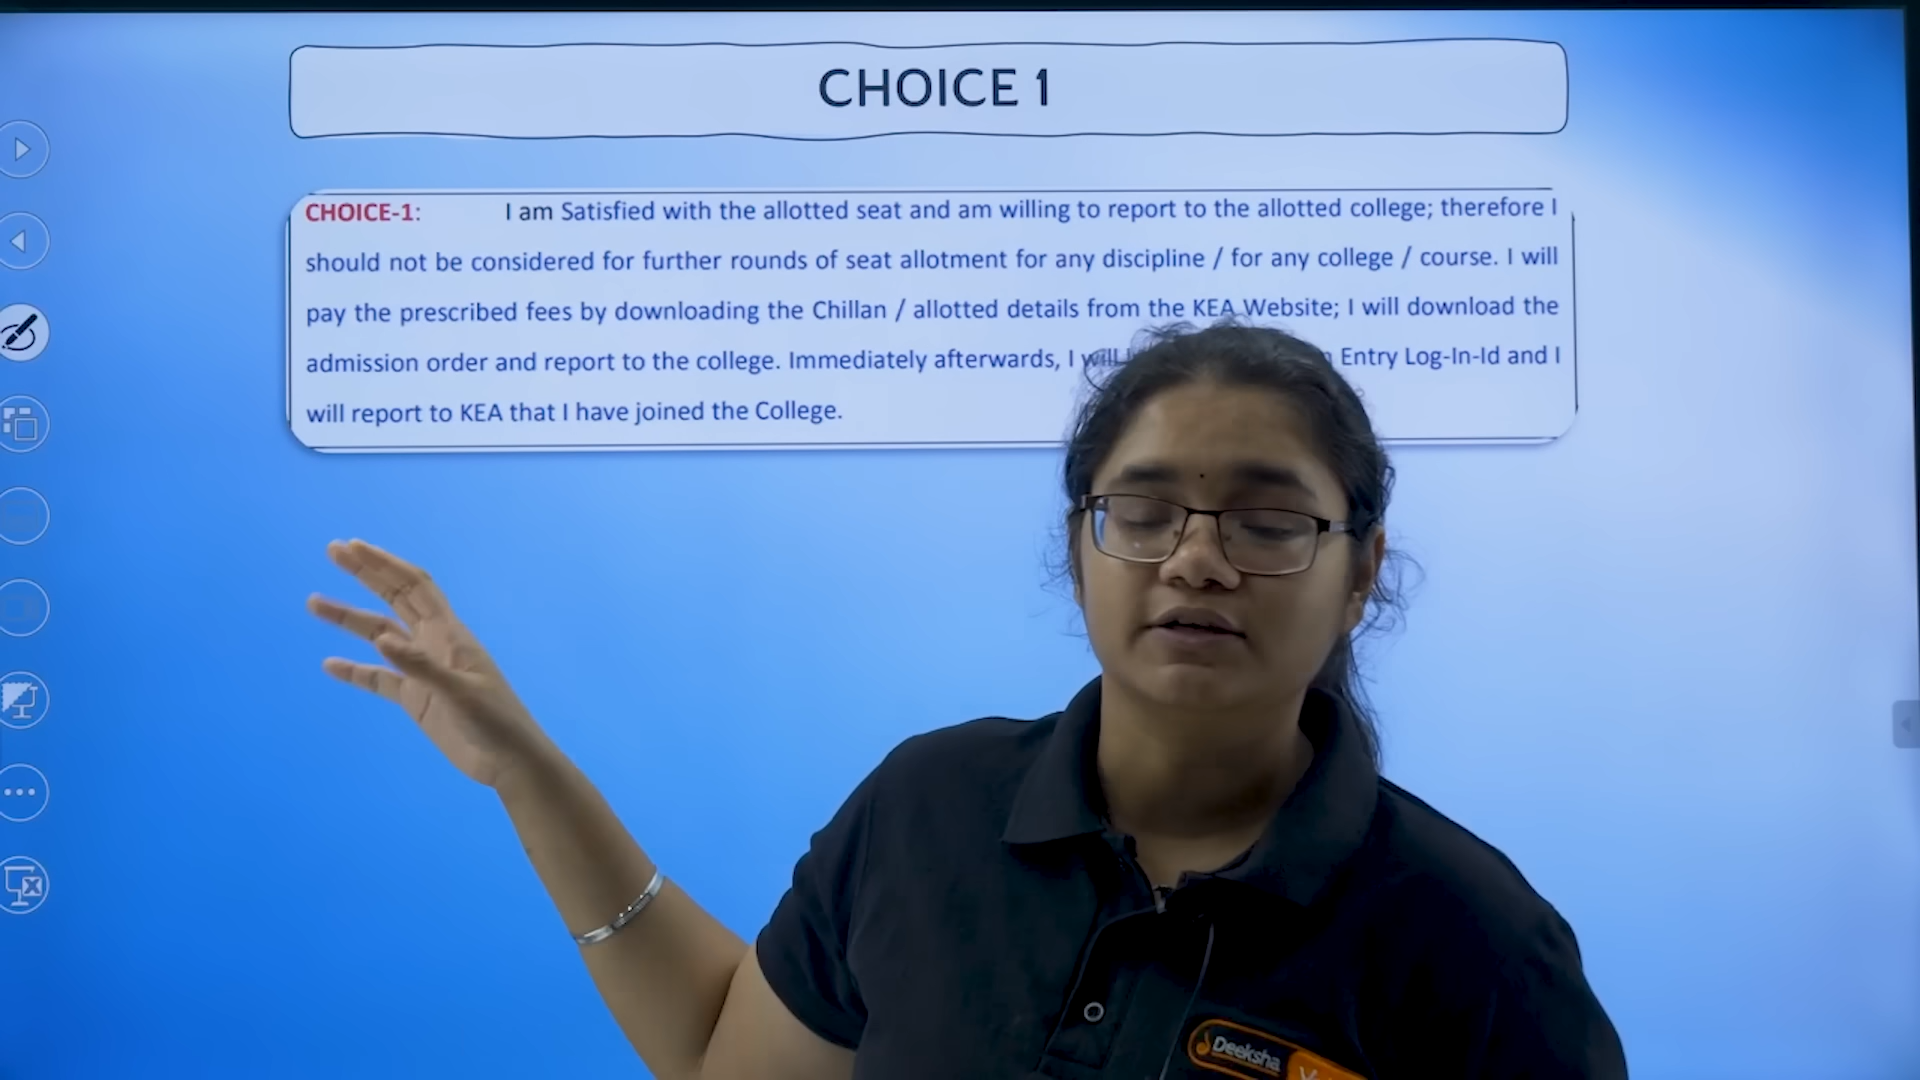 CHOICE 1
CHOICE-1: I am Satisfied with the allotted seat and am willing to report to the allotted college; therefore I
should not be considered for further rounds of seat allotment for any discipline / for any college / course. I will
pay the prescribed fees by downloading the Chillan / allotted details from the KEA Website; I will download the
admission order and report to the college. Immediately afterwards, I will Entry Log-In-Id and I
will report to KEA that I have joined the College.
Deeksha